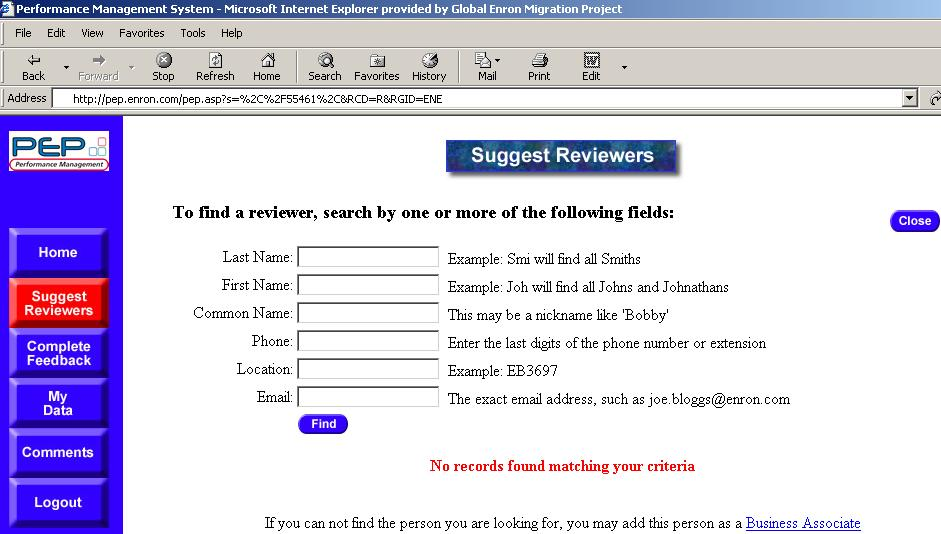 Performance Management System - Microsoft Internet Explorer provided by Global Enron Migration Project
File Edit View Favorites Tools Help
Back Forward Stop Refresh Home Search Favorites History Mail Print Edit
Address http://pep.enron.com/pep.asp?s=%2C%2F55461%2C&RCD=R&RGID=ENE
PEP
Performance Management
Suggest Reviewers
To find a reviewer, search by one or more of the following fields:
Close
Last Name: Example: Smi will find all Smiths
First Name: Example: Joh will find all Johns and Johnathans
Common Name: This may be a nickname like 'Bobby'
Phone: Enter the last digits of the phone number or extension
Location: Example: EB3697
Email: The exact email address, such as joe.bloggs@enron.com
Find
No records found matching your criteria
If you can not find the person you are looking for, you may add this person as a Business Associate
Home
Suggest
Reviewers
Complete
Feedback
My
Data
Comments
Logout